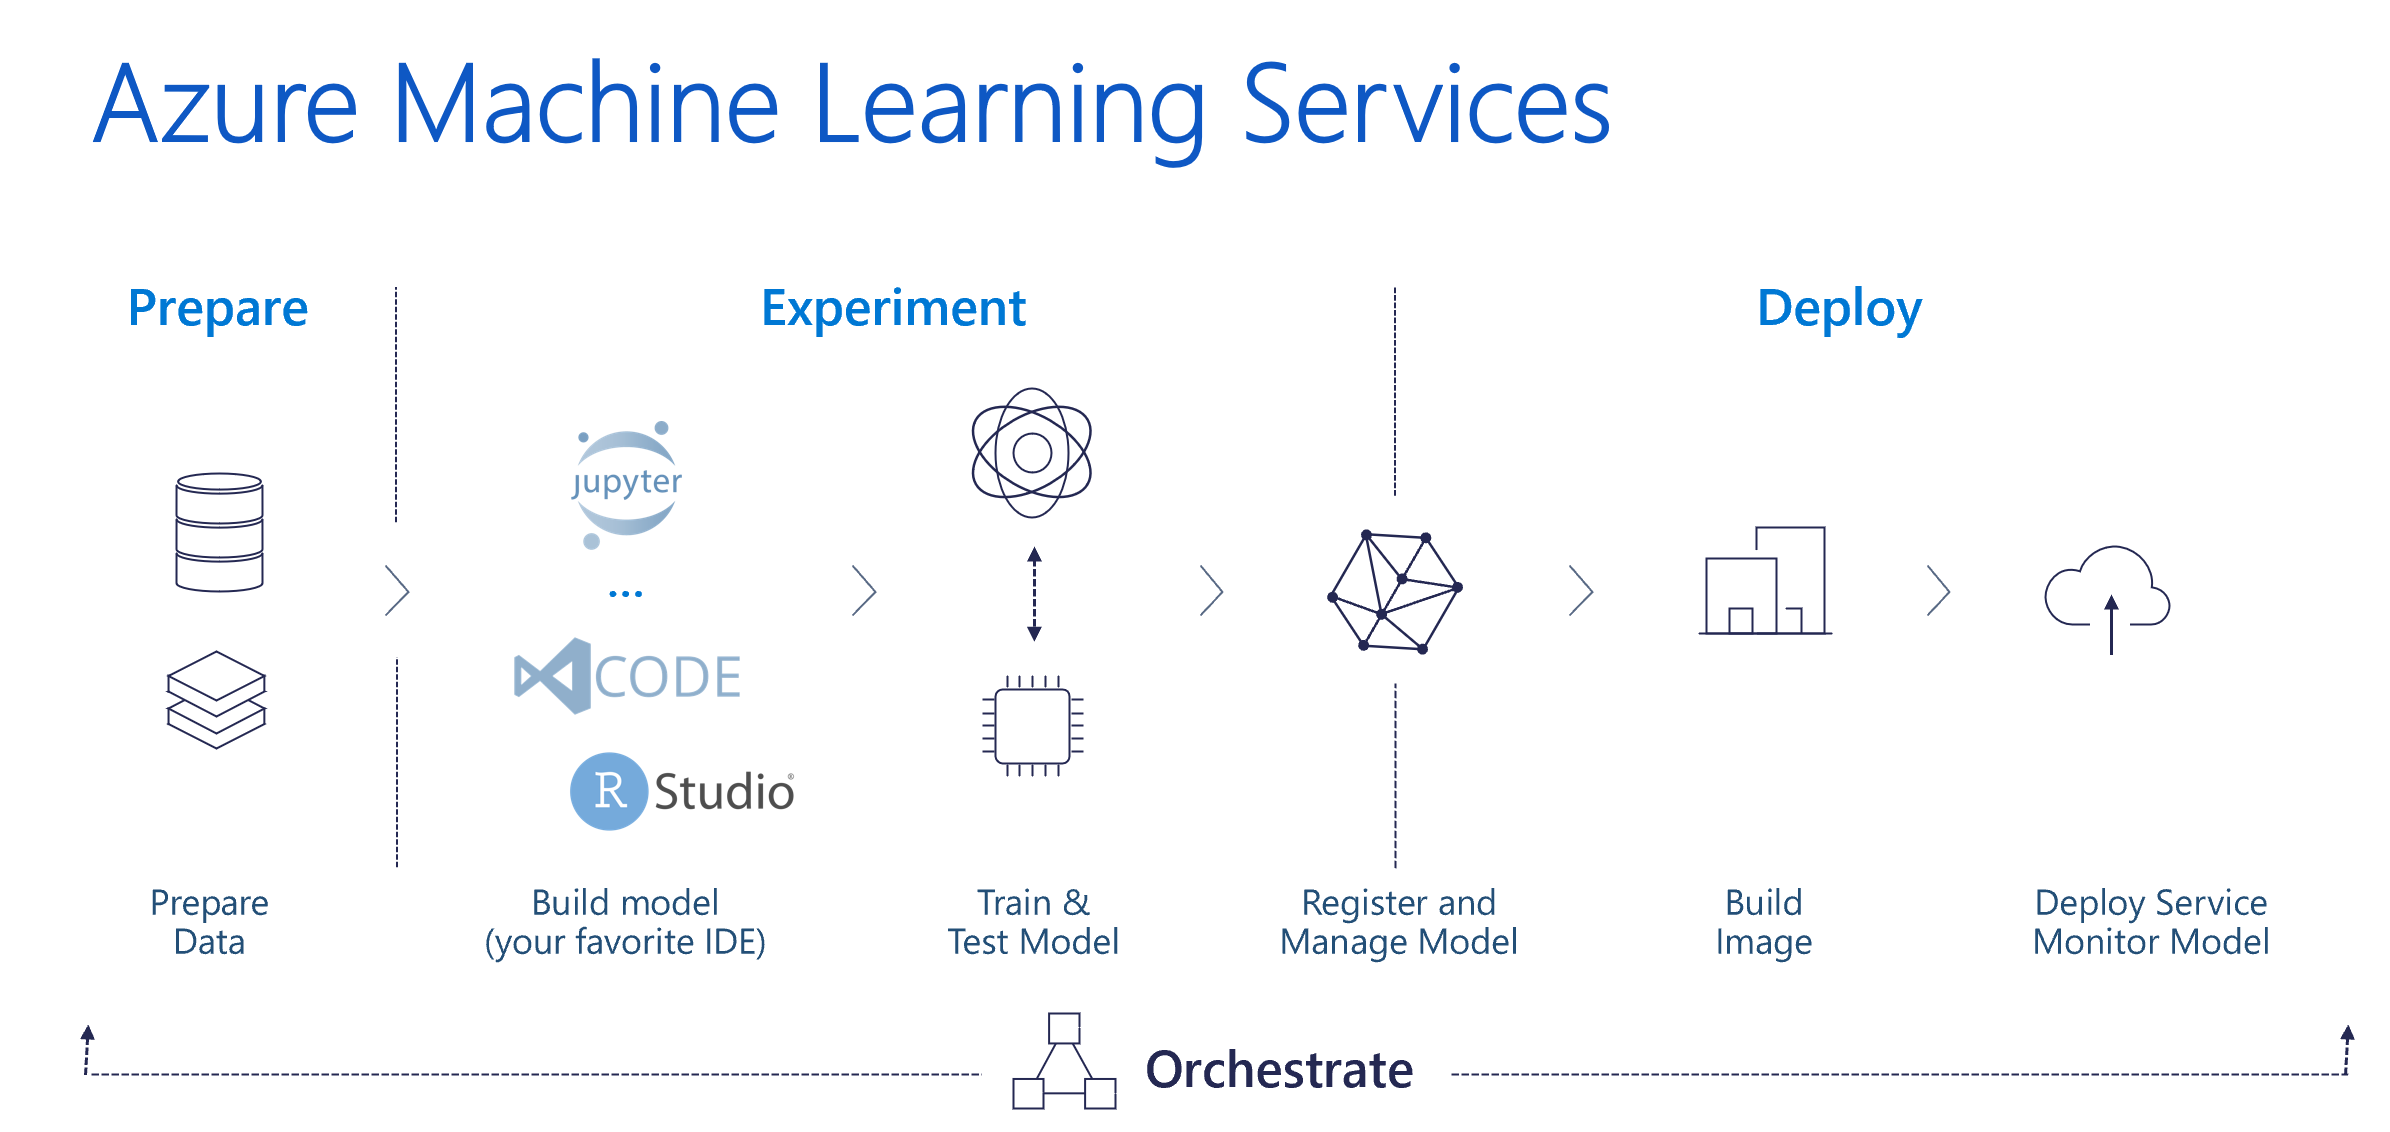 Azure Machine Learning Services
Prepare
Experiment
Deploy
jupyter
...
CODE
R Studio®
Prepare
Data
Build model
(your favorite IDE)
Train &
Test Model
Register and
Manage Model
Build
Image
Deploy Service
Monitor Model
Orchestrate